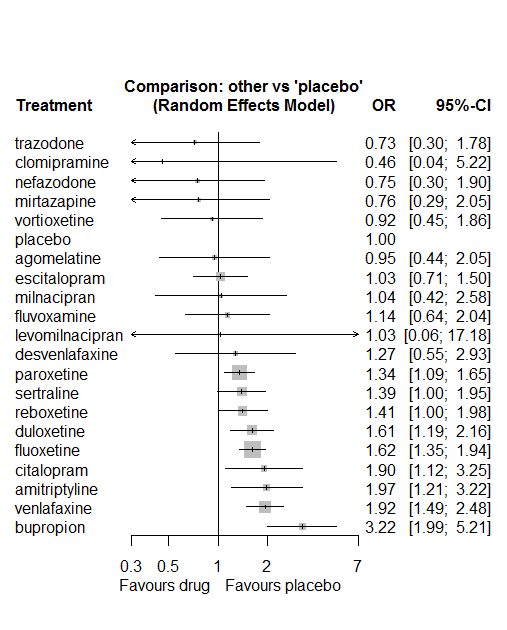 Comparison: other vs 'placebo'
Treatment (Random Effects Model) OR 95%-CI
trazodone 0.73 [0.30; 1.78]
clomipramine 0.46 [0.04; 5.22]
nefazodone 0.75 [0.30; 1.90]
mirtazapine 0.76 [0.29; 2.05]
vortioxetine 0.92 [0.45; 1.86]
placebo 1.00
agomelatine 0.95 [0.44; 2.05]
escitalopram 1.03 [0.71; 1.50]
milnacipran 1.04 [0.42; 2.58]
fluvoxamine 1.14 [0.64; 2.04]
levomilnacipran 1.03 [0.06; 17.18]
desvenlafaxine 1.27 [0.55; 2.93]
paroxetine 1.34 [1.09; 1.65]
sertraline 1.39 [1.00; 1.95]
reboxetine 1.41 [1.00; 1.98]
duloxetine 1.61 [1.19; 2.16]
fluoxetine 1.62 [1.35; 1.94]
citalopram 1.90 [1.12; 3.25]
amitriptyline 1.97 [1.21; 3.22]
venlafaxine 1.92 [1.49; 2.48]
bupropion 3.22 [1.99; 5.21]
0.3 0.5 1 2 7
Favours drug Favours placebo